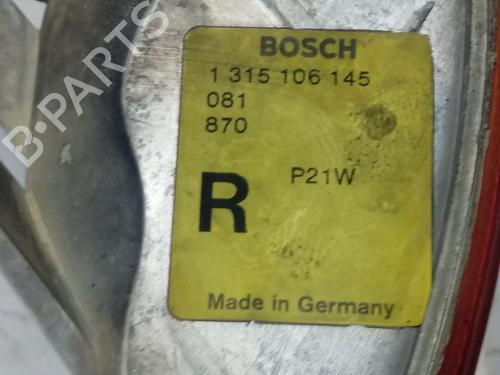 BOSCH
1 315 106 145
081
870
P21W
R
Made in Germany
B-PARTS